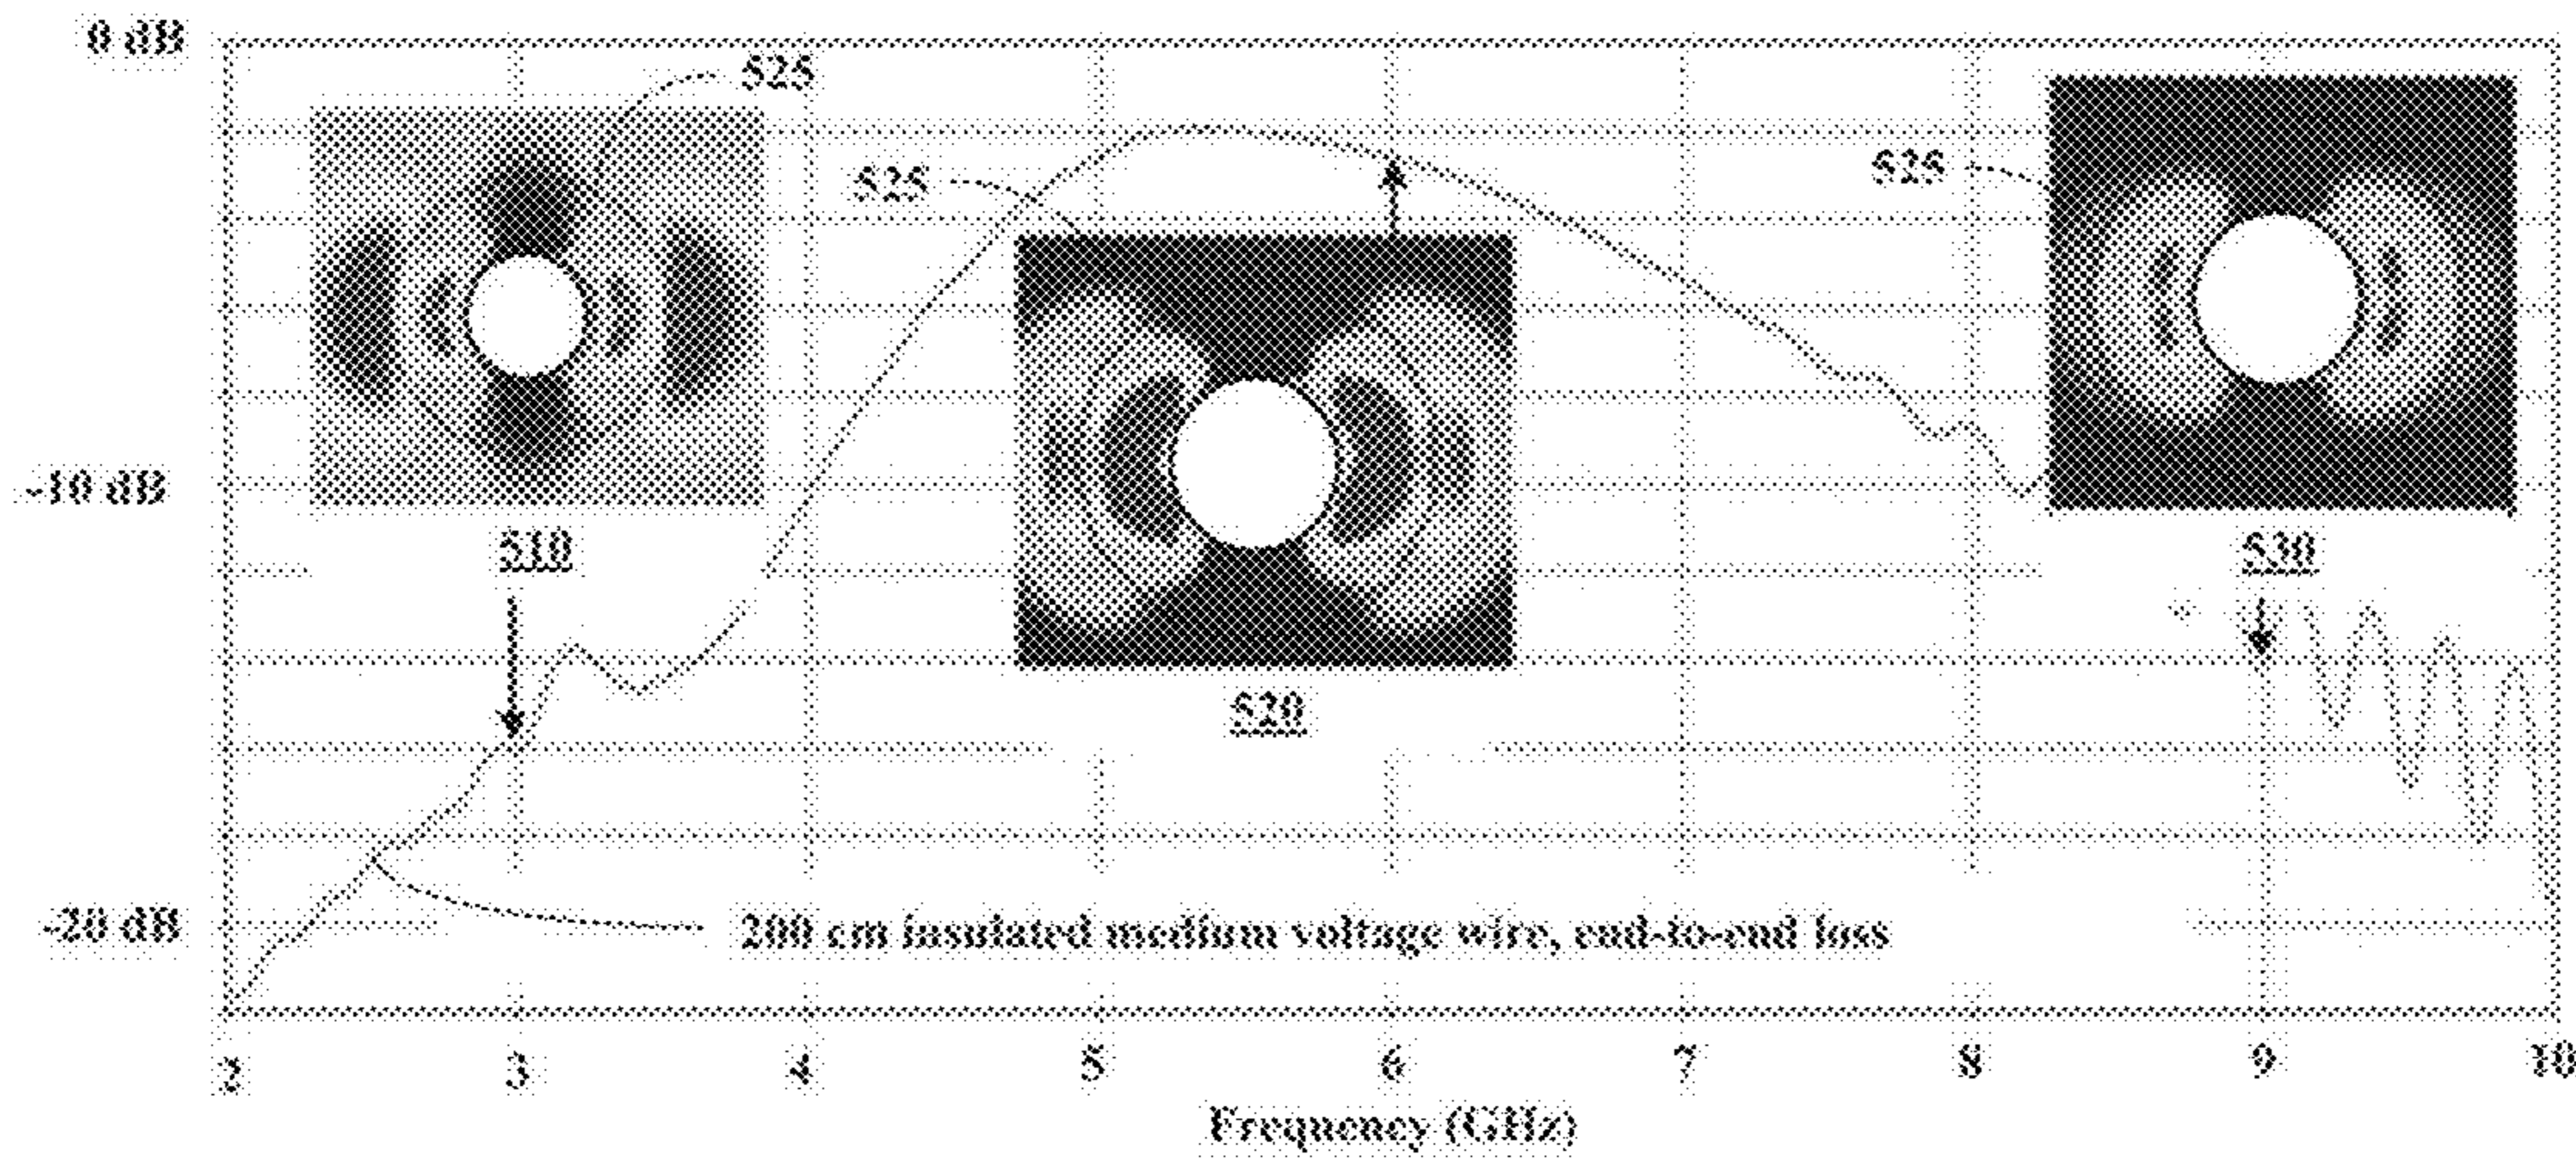 0 dB
525
525
525
-10 dB
510
530
520
-20 dB
200 cm insulated medium voltage wire, end-to-end loss
2 3 4 5 6 7 8 9 10
Frequency (GHz)